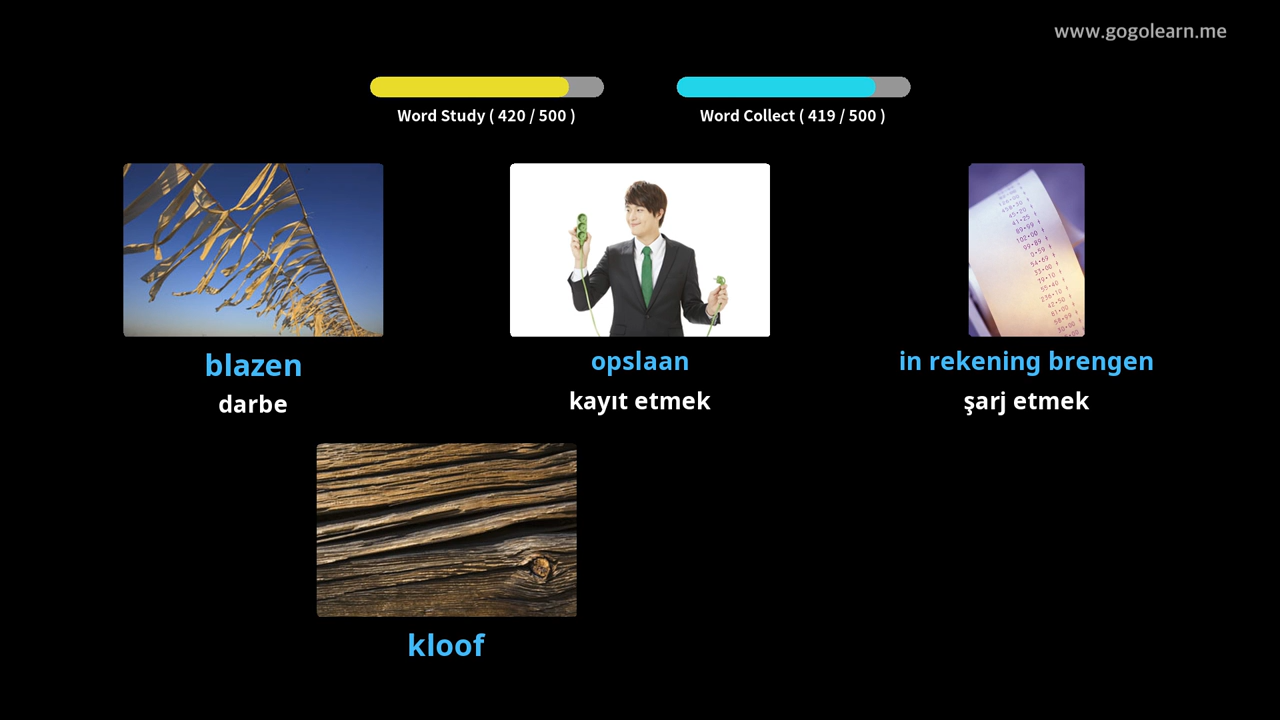 www.gogolearn.me
Word Study ( 420 / 500 )
Word Collect ( 419 / 500 )
blazen
darbe
opslaan
kayıt etmek
in rekening brengen
şarj etmek
kloof